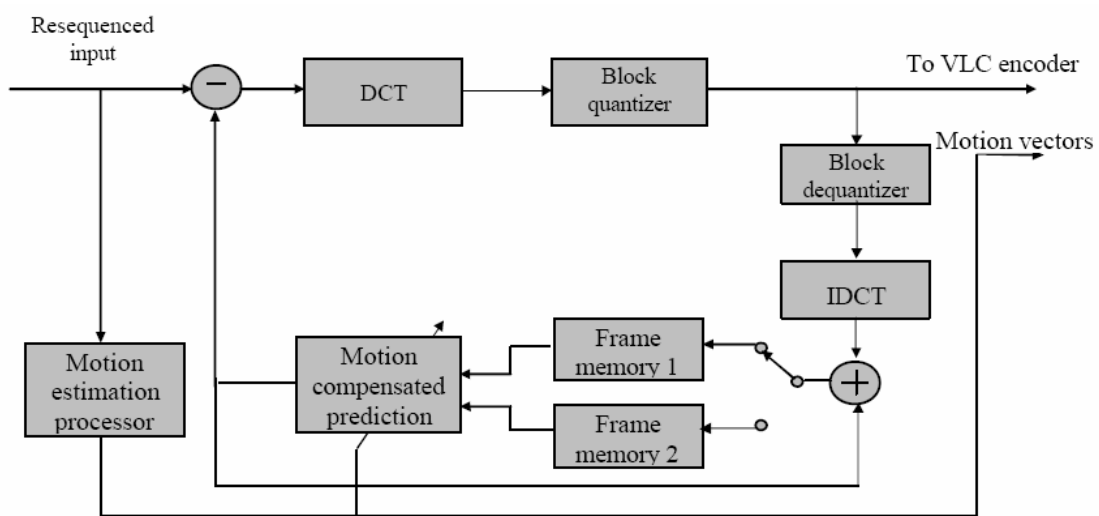 Resequenced
input
−
DCT
Block
quantizer
To VLC encoder
Motion vectors
Block
dequantizer
IDCT
+
Frame
memory 1
Frame
memory 2
Motion
compensated
prediction
Motion
estimation
processor